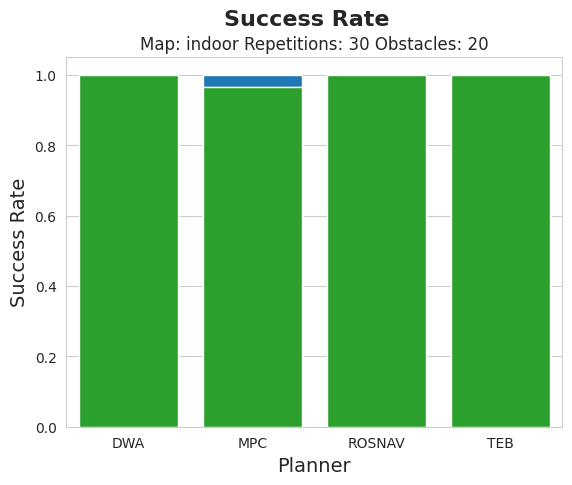 Success Rate
Map: indoor Repetitions: 30 Obstacles: 20
1.0
0.8
0.6
0.4
0.2
0.0
Success Rate
DWA MPC ROSNAV TEB
Planner